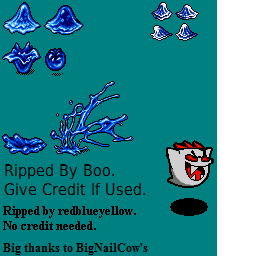 Ripped By Boo.
Give Credit If Used.
Ripped by redblueyellow.
No credit needed.
Big thanks to BigNailCow's